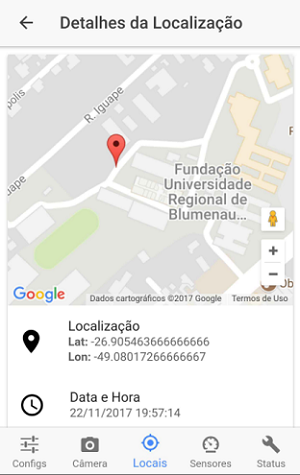 Detalhes da Localização
R. Iguape
polis
R. Iguape
Fundação
Universidade
Regional de
Blumenau...
Google
Dados cartográficos ©2017 Google
Termos de Uso
Localização
Lat: -26.905463666666666
Lon: -49.08017266666667
Data e Hora
22/11/2017 19:57:14
Configs
Câmera
Locais
Sensores
Status